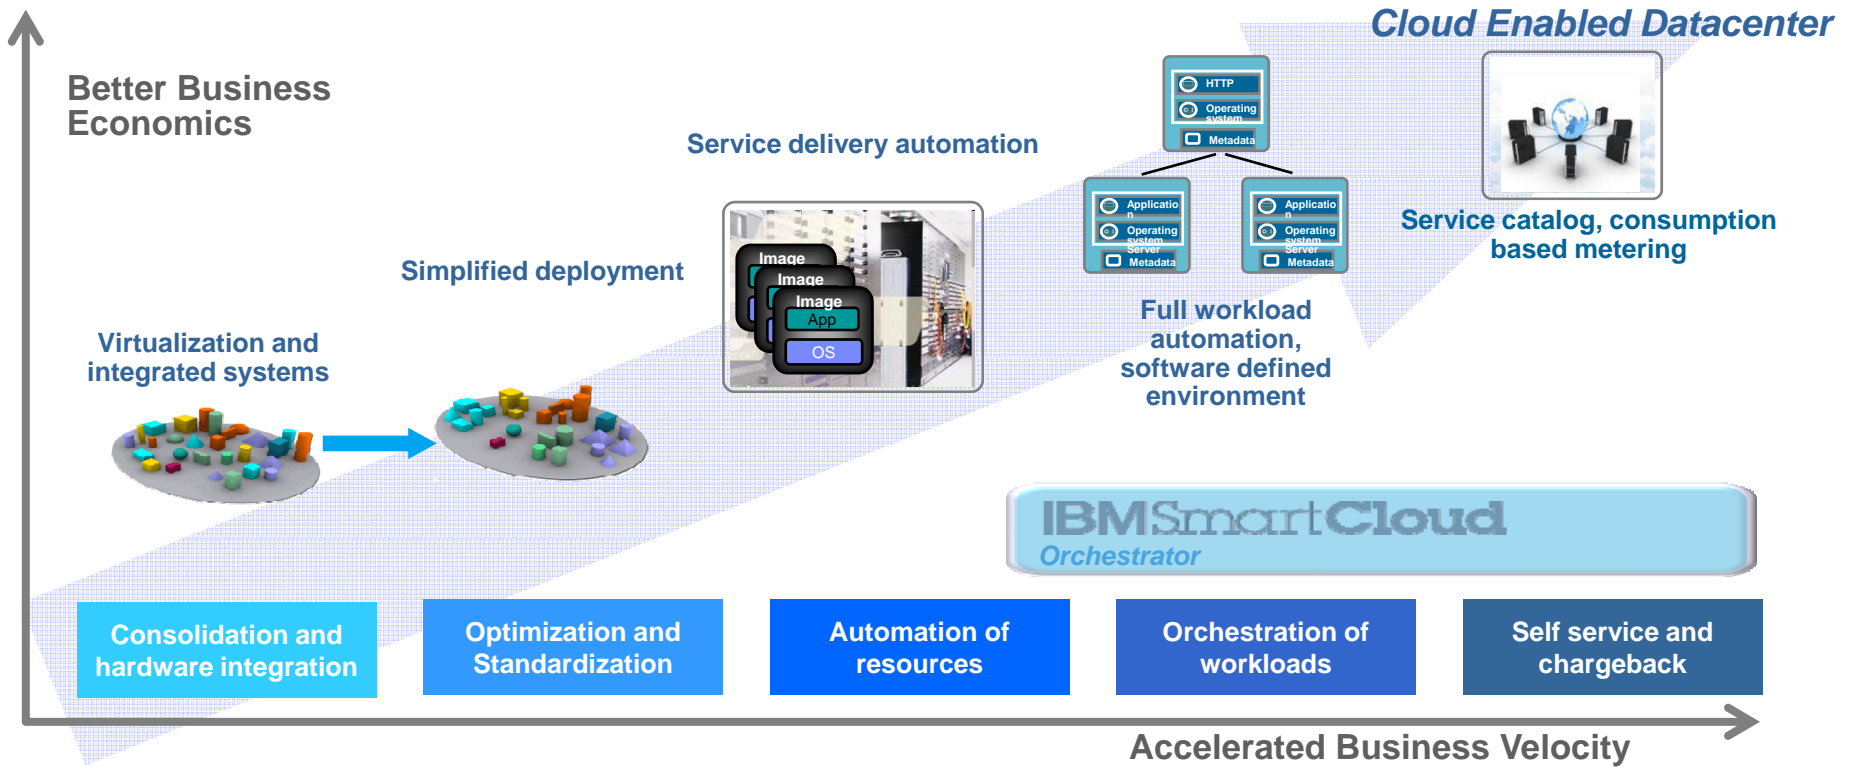 Cloud Enabled Datacenter
Better Business
Economics
HTTP
Operating
system
Metadata
Service delivery automation
Applicatio
n
Operating
system
Server
Metadata
Applicatio
n
Operating
system
Server
Metadata
Service catalog, consumption
based metering
Simplified deployment
Image
Image
Image
App
OS
Full workload
automation,
software defined
environment
Virtualization and
integrated systems
IBMSmartCloud
Orchestrator
Consolidation and
hardware integration
Optimization and
Standardization
Automation of
resources
Orchestration of
workloads
Self service and
chargeback
Accelerated Business Velocity